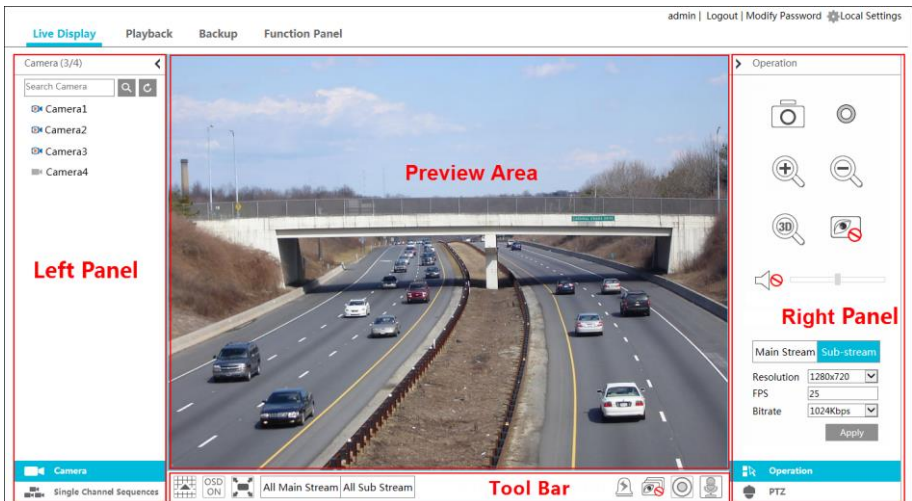 admin | Logout | Modify Password Local Settings
Live Display Playback Backup Function Panel
Camera (3/4)
Search Camera
Camera1
Camera2
Camera3
Camera4
Left Panel
Camera
Single Channel Sequences
Preview Area
OSD ON
All Main Stream All Sub Stream
Tool Bar
Operation
3D
Right Panel
Main Stream Sub-stream
Resolution 1280x720
FPS 25
Bitrate 1024Kbps
Apply
Operation
PTZ